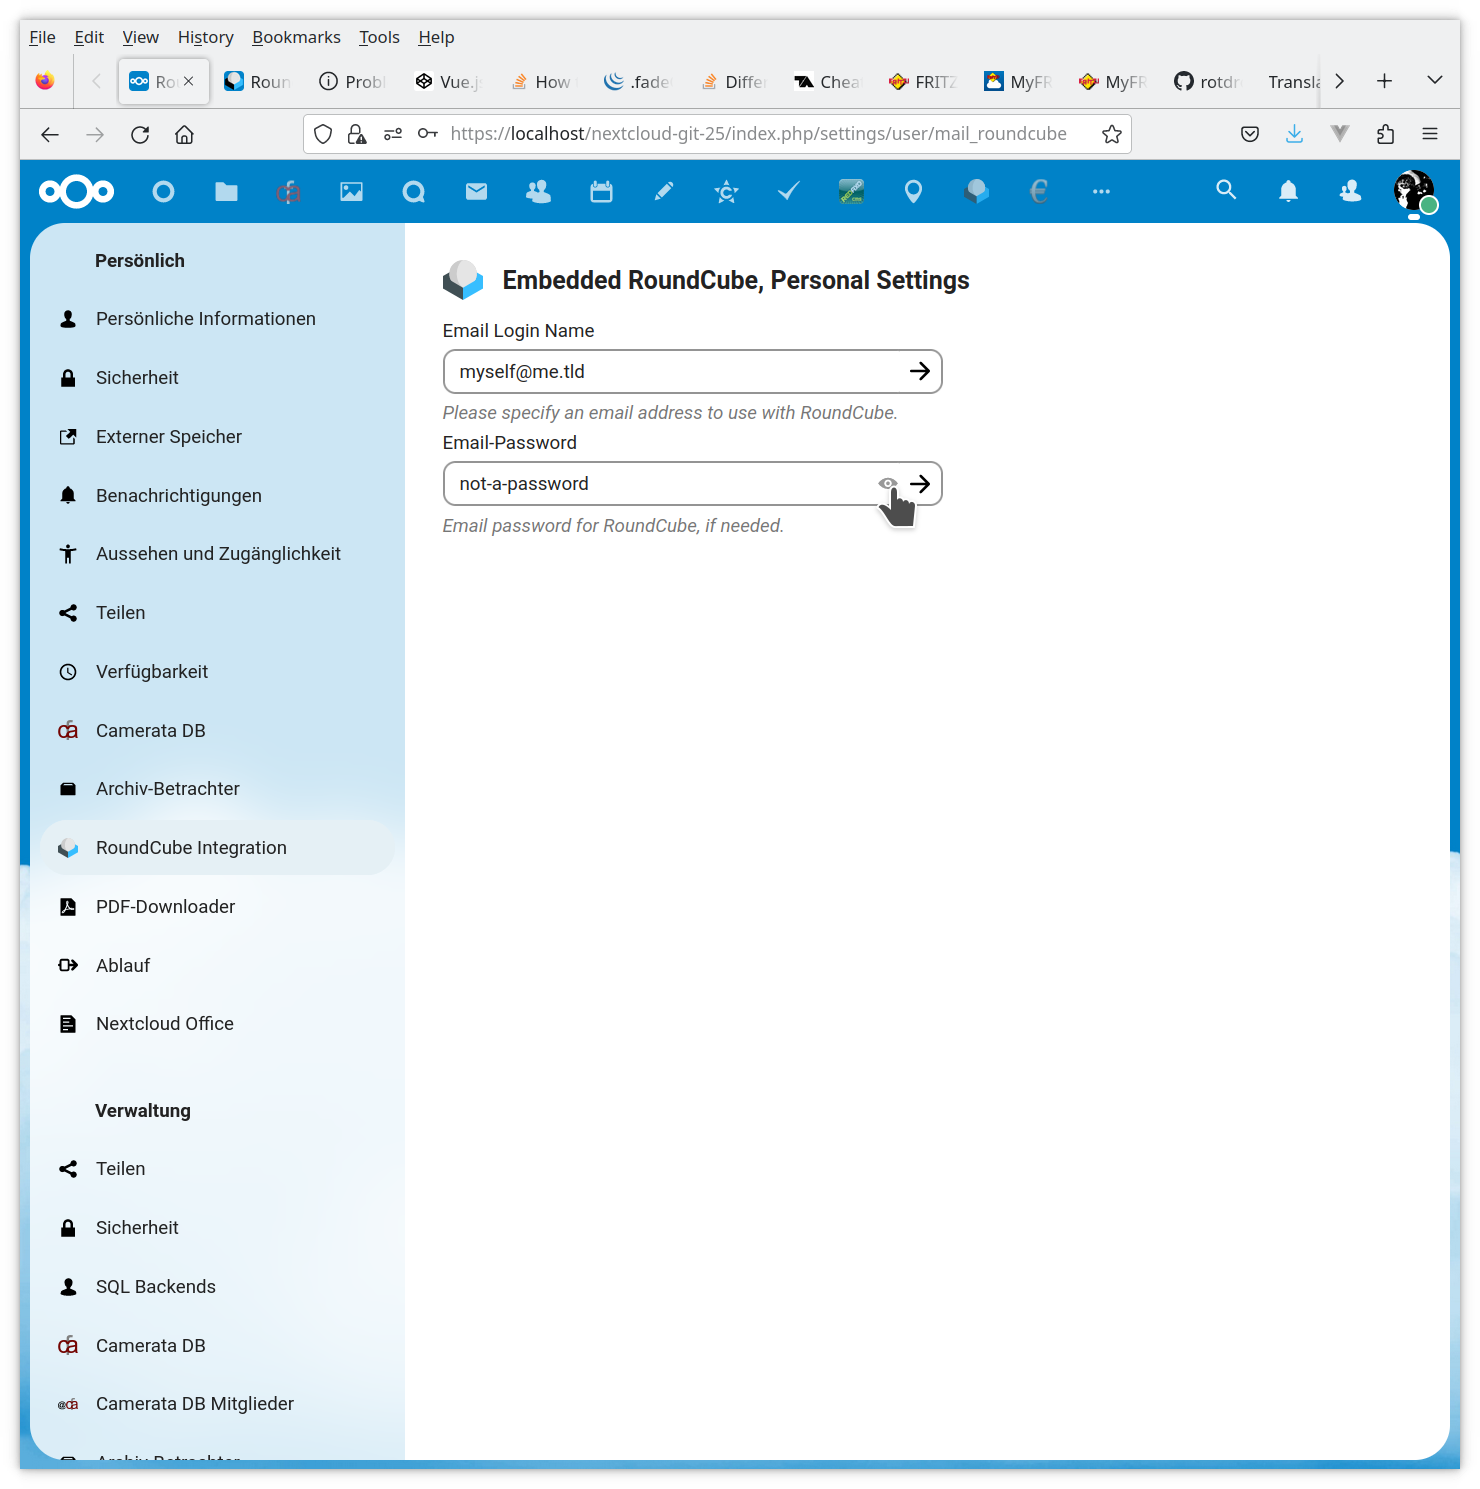 File Edit View History Bookmarks Tools Help
Ro Roun Probl Vue.js How .fade Differ Chea FRITZ MyFR MyFR rotdr Transla
https://localhost/nextcloud-git-25/index.php/settings/user/mail_roundcube
Persönlich
Persönliche Informationen
Sicherheit
Externer Speicher
Benachrichtigungen
Aussehen und Zugänglichkeit
Teilen
Verfügbarkeit
Camerata DB
Archiv-Betrachter
RoundCube Integration
PDF-Downloader
Ablauf
Nextcloud Office
Verwaltung
Teilen
Sicherheit
SQL Backends
Camerata DB
Camerata DB Mitglieder
Archiv-Betrachter
Embedded RoundCube, Personal Settings
Email Login Name
myself@me.tld
Please specify an email address to use with RoundCube.
Email-Password
not-a-password
Email password for RoundCube, if needed.